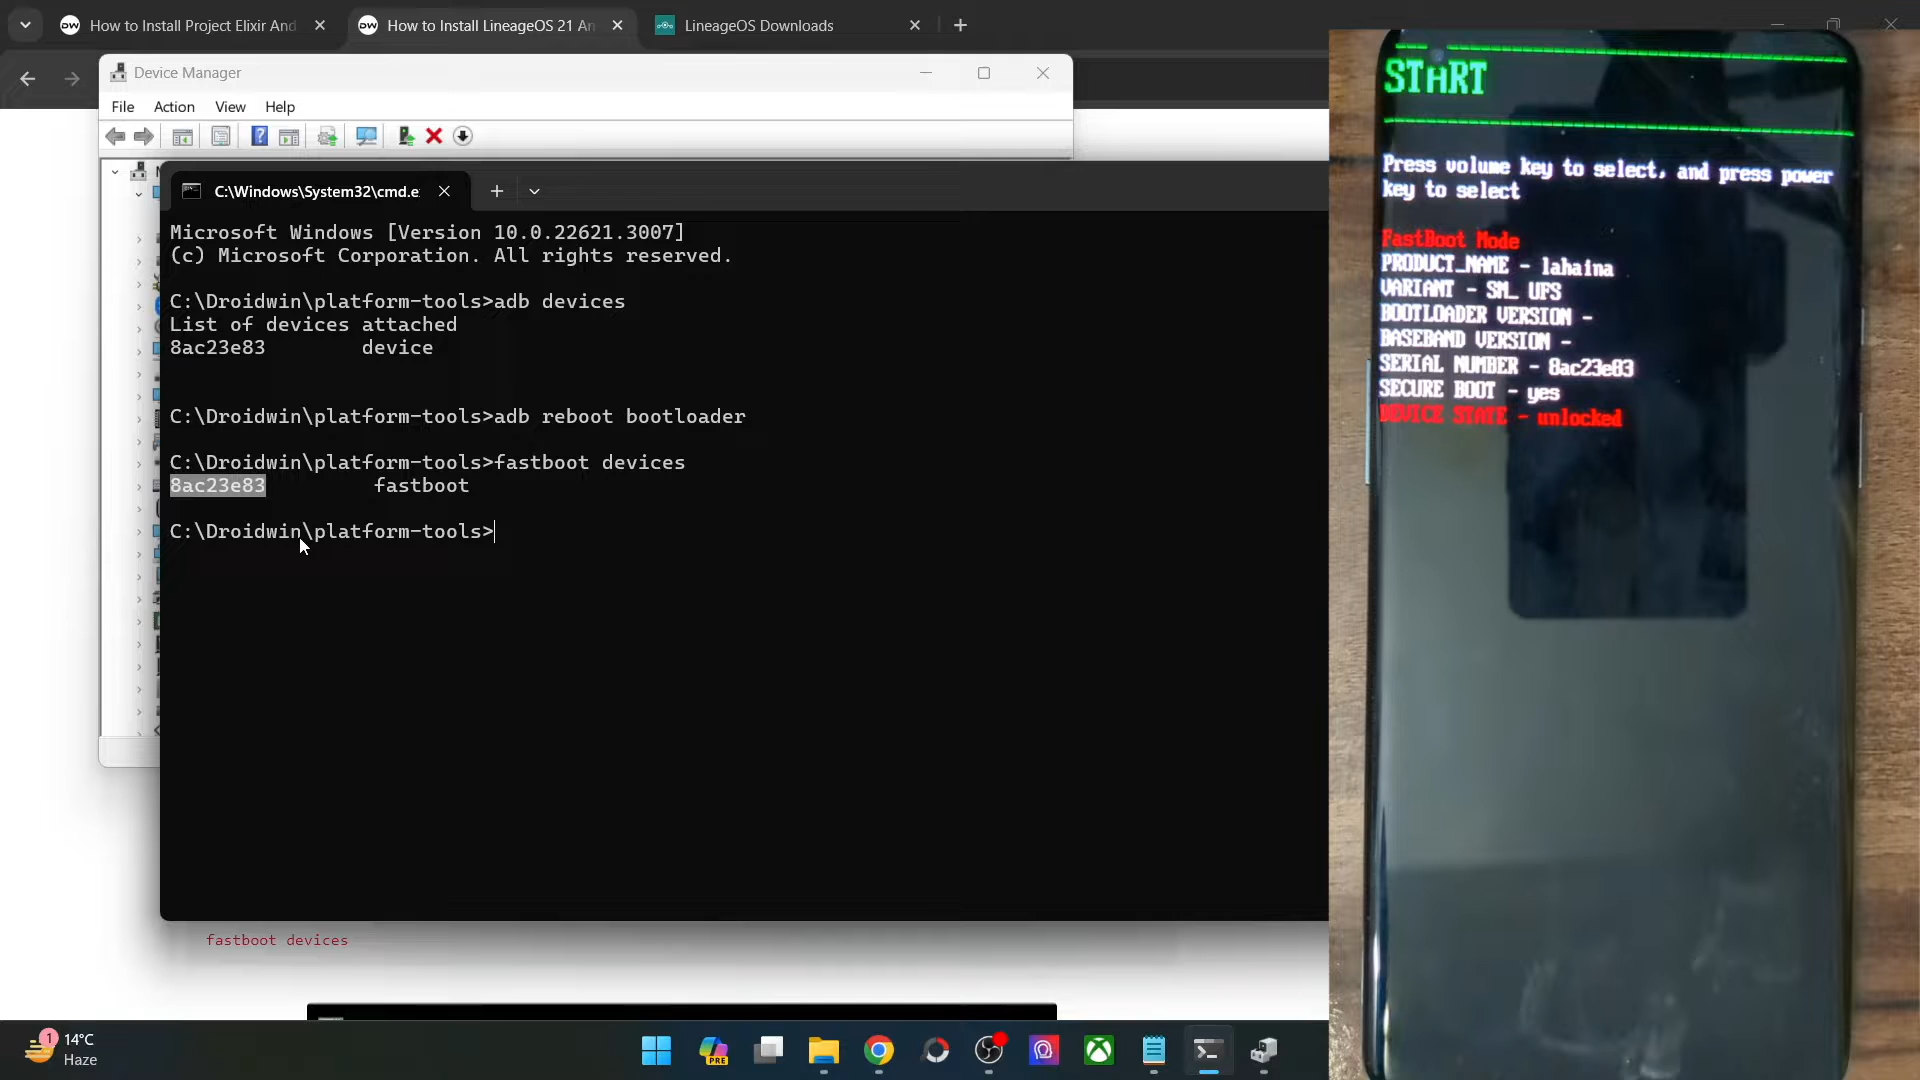 How to Install Project Elixir And
How to Install LineageOS 21 An
LineageOS Downloads
Device Manager
File Action View Help
C:\Windows\System32\cmd.e
Microsoft Windows [Version 10.0.22621.3007]
(c) Microsoft Corporation. All rights reserved.
C:\Droidwin\platform-tools>adb devices
List of devices attached
8ac23e83 device
C:\Droidwin\platform-tools>adb reboot bootloader
C:\Droidwin\platform-tools>fastboot devices
8ac23e83 fastboot
C:\Droidwin\platform-tools>
fastboot devices
1
14°C
Haze
PRE
START
Press volume key to select, and press power
key to select
FastBoot Mode
PRODUCT_NAME - lahaina
VARIANT - SM_ UFS
BOOTLOADER VERSION -
BASEBAND VERSION -
SERIAL NUMBER - 8ac23e83
SECURE BOOT - yes
DEVICE STATE - unlocked